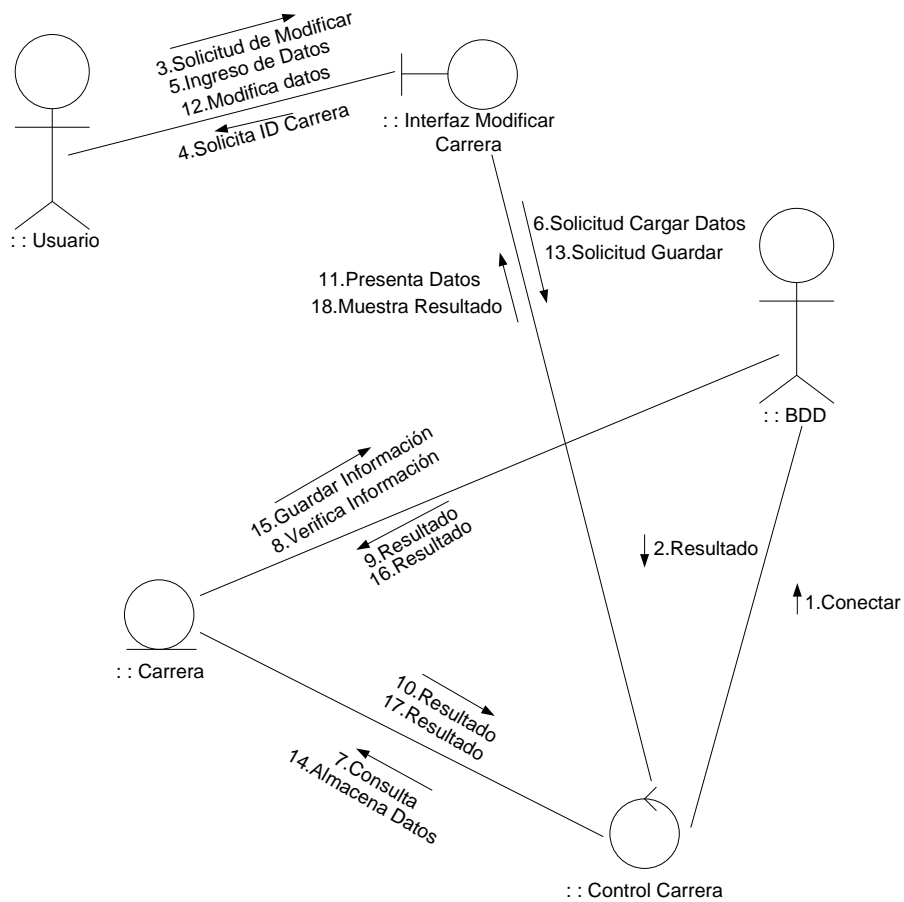 3.Solicitud de Modificar
5.Ingreso de Datos
12.Modifica datos
4.Solicita ID Carrera
: : Interfaz Modificar
Carrera
: : Usuario
6.Solicitud Cargar Datos
13.Solicitud Guardar
11.Presenta Datos
18.Muestra Resultado
: : BDD
15.Guardar Información
8.Verifica Información
9.Resultado
16.Resultado
2.Resultado
1.Conectar
: : Carrera
10.Resultado
17.Resultado
7.Consulta
14.Almacena Datos
: : Control Carrera